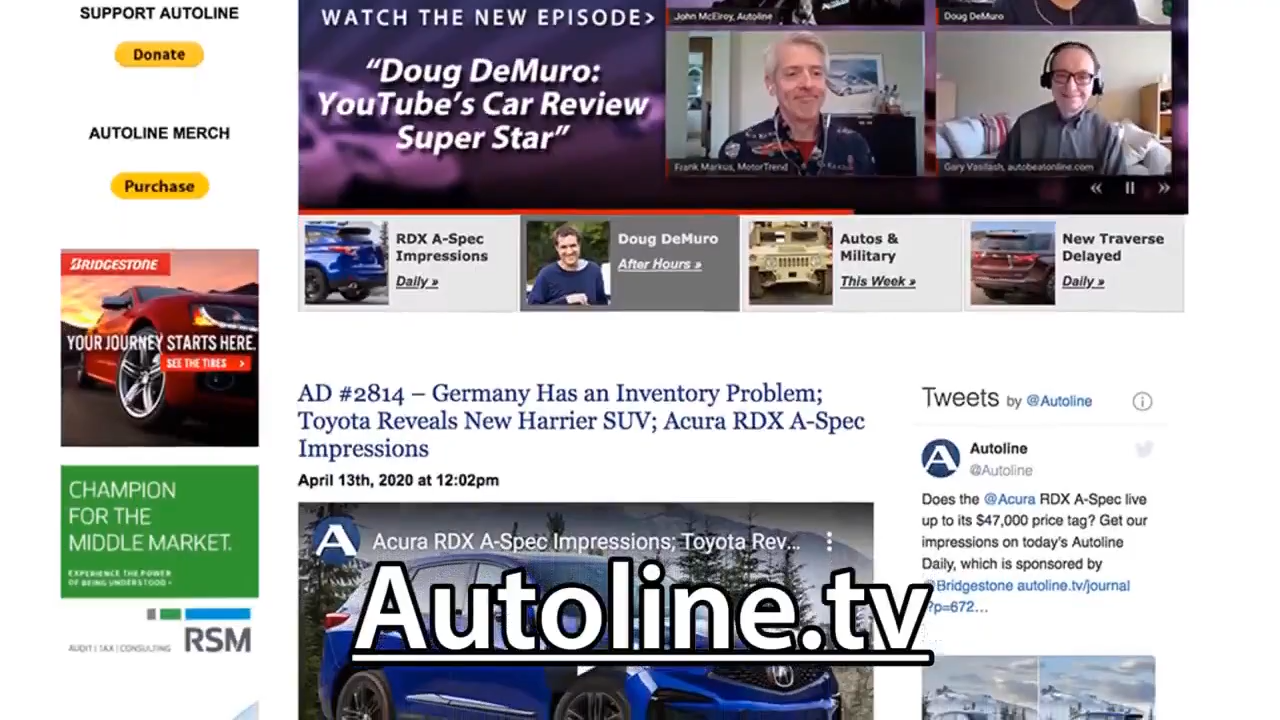 SUPPORT AUTOLINE
Donate
AUTOLINE MERCH
Purchase
BRIDGESTONE
YOUR JOURNEY STARTS HERE.
SEE THE TIRES >
CHAMPION
FOR THE
MIDDLE MARKET.
EXPERIENCE THE POWER
OF BEING UNDERSTOOD
AUDIT | TAX | CONSULTING
RSM
WATCH THE NEW EPISODE>
“Doug DeMuro:
YouTube’s Car Review
Super Star”
John McElroy, Autoline
Doug DeMuro
Frank Markus, MotorTrend
Gary Vasilash, autobeatonline.com
RDX A-Spec
Impressions
Daily »
Doug DeMuro
After Hours »
Autos &
Military
This Week »
New Traverse
Delayed
Daily »
AD #2814 – Germany Has an Inventory Problem;
Toyota Reveals New Harrier SUV; Acura RDX A-Spec
Impressions
April 13th, 2020 at 12:02pm
Acura RDX A-Spec Impressions; Toyota Rev...
Autoline.tv
Tweets by @Autoline
Autoline
@Autoline
Does the @Acura RDX A-Spec live
up to its $47,000 price tag? Get our
impressions on today's Autoline
Daily, which is sponsored by
@Bridgestone autoline.tv/journal
?p=672…